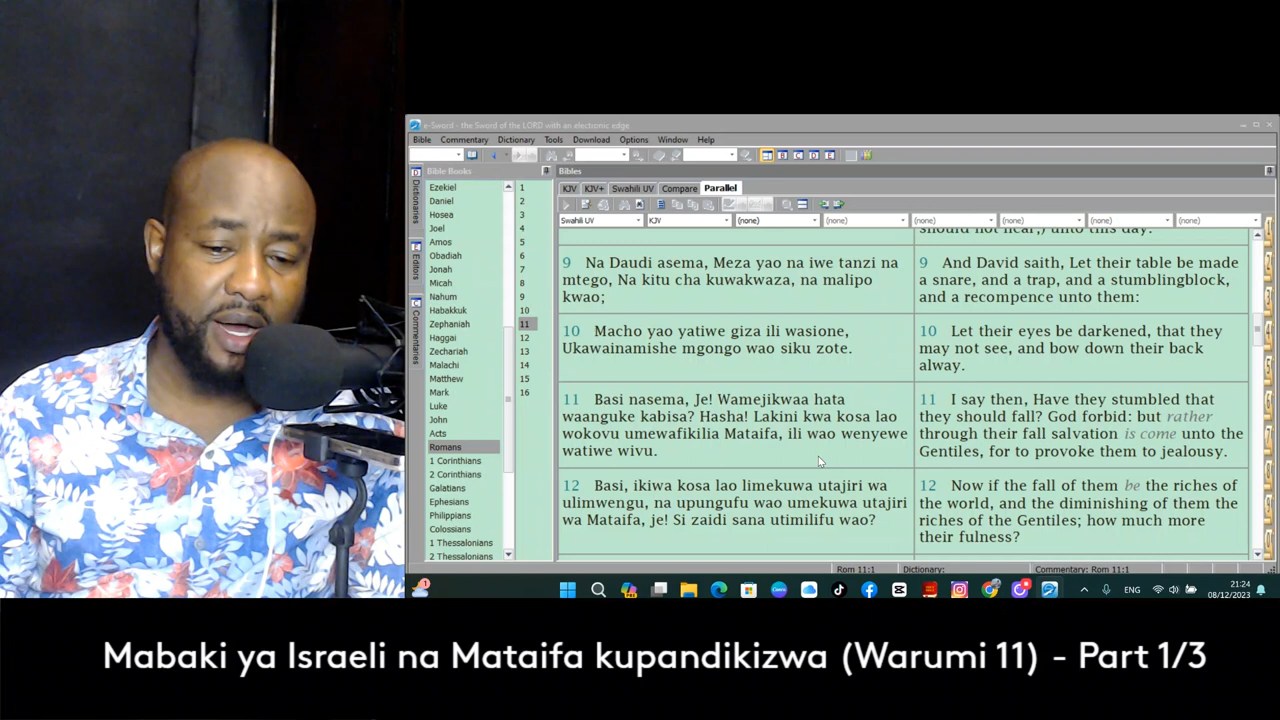 e-Sword - the Sword of the LORD with an electronic edge
Bible Commentary Dictionary Tools Download Options Window Help
Bible Books
Bibles
Dictionaries
Editors
Commentaries
KJV KJV+ Swahili UV Compare Parallel
Swahili UV KJV (none) (none) (none) (none) (none) (none)
Ezekiel
Daniel
Hosea
Joel
Amos
Obadiah
Jonah
Micah
Nahum
Habakkuk
Zephaniah
Haggai
Zechariah
Malachi
Matthew
Mark
Luke
John
Acts
Romans
1 Corinthians
2 Corinthians
Galatians
Ephesians
Philippians
Colossians
1 Thessalonians
2 Thessalonians
1
2
3
4
5
6
7
8
9
10
11
12
13
14
15
16
9 Na Daudi asema, Meza yao na iwe tanzi na
mtego, Na kitu cha kuwakwaza, na malipo
kwao;
10 Macho yao yatiwe giza ili wasione,
Ukawainamishe mgongo wao siku zote.
11 Basi nasema, Je! Wamejikwaa hata
waanguke kabisa? Hasha! Lakini kwa kosa lao
wokovu umewafikilia Mataifa, ili wao wenyewe
watiwe wivu.
12 Basi, ikiwa kosa lao limekuwa utajiri wa
ulimwengu, na upungufu wao umekuwa utajiri
wa Mataifa, je! Si zaidi sana utimilifu wao?
should not hear;) unto this day.
9 And David saith, Let their table be made
a snare, and a trap, and a stumblingblock,
and a recompence unto them:
10 Let their eyes be darkened, that they
may not see, and bow down their back
alway.
11 I say then, Have they stumbled that
they should fall? God forbid: but rather
through their fall salvation is come unto the
Gentiles, for to provoke them to jealousy.
12 Now if the fall of them be the riches of
the world, and the diminishing of them the
riches of the Gentiles; how much more
their fulness?
Rom 11:1 Dictionary: Commentary: Rom 11:1
ENG
21:24
08/12/2023
Mabaki ya Israeli na Mataifa kupandikizwa (Warumi 11) - Part 1/3